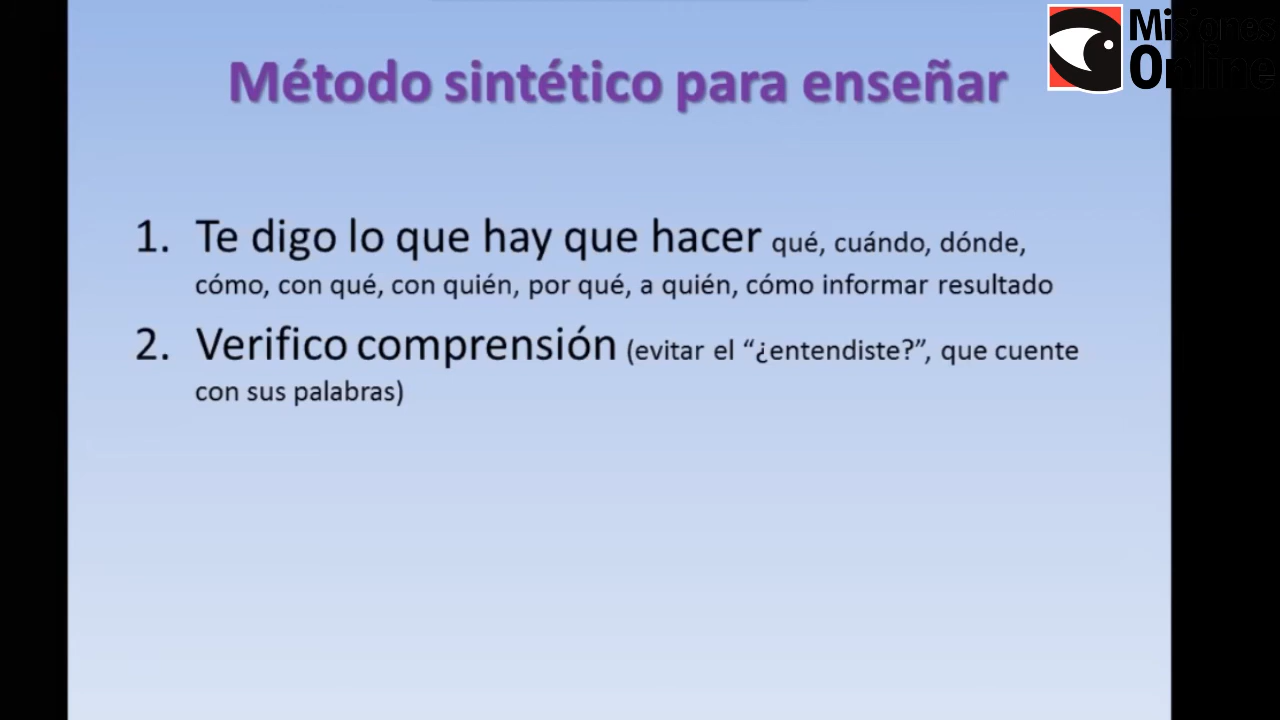 Misiones
Online
Método sintético para enseñar
1. Te digo lo que hay que hacer qué, cuándo, dónde,
cómo, con qué, con quién, por qué, a quién, cómo informar resultado
2. Verifico comprensión (evitar el “¿entendiste?”, que cuente
con sus palabras)